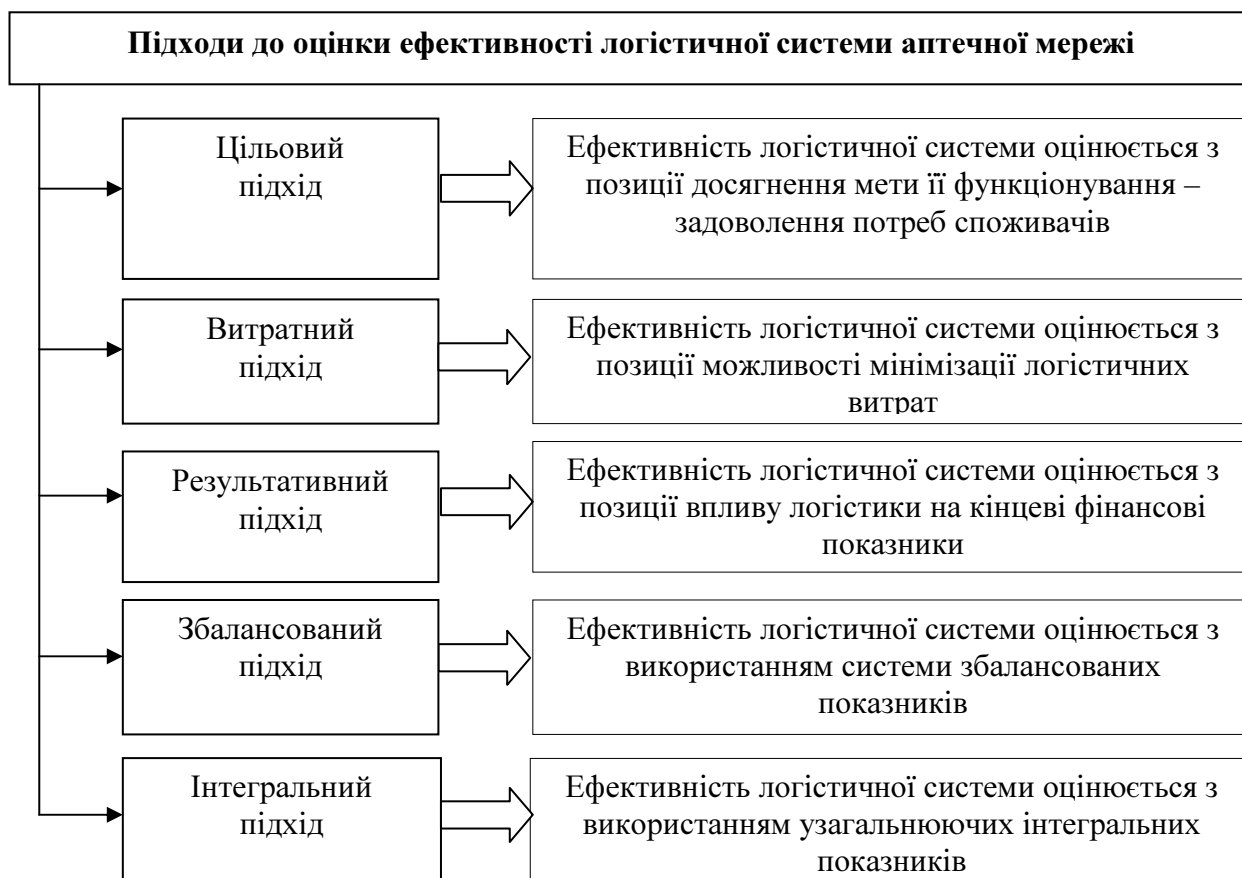 Підходи до оцінки ефективності логістичної системи аптечної мережі
Цільовий
підхід
Ефективність логістичної системи оцінюється з
позиції досягнення мети її функціонування –
задоволення потреб споживачів
Витратний
підхід
Ефективність логістичної системи оцінюється з
позиції можливості мінімізації логістичних
витрат
Результативний
підхід
Ефективність логістичної системи оцінюється з
позиції впливу логістики на кінцеві фінансові
показники
Збалансований
підхід
Ефективність логістичної системи оцінюється з
використанням системи збалансованих
показників
Інтегральний
підхід
Ефективність логістичної системи оцінюється з
використанням узагальнюючих інтегральних
показників